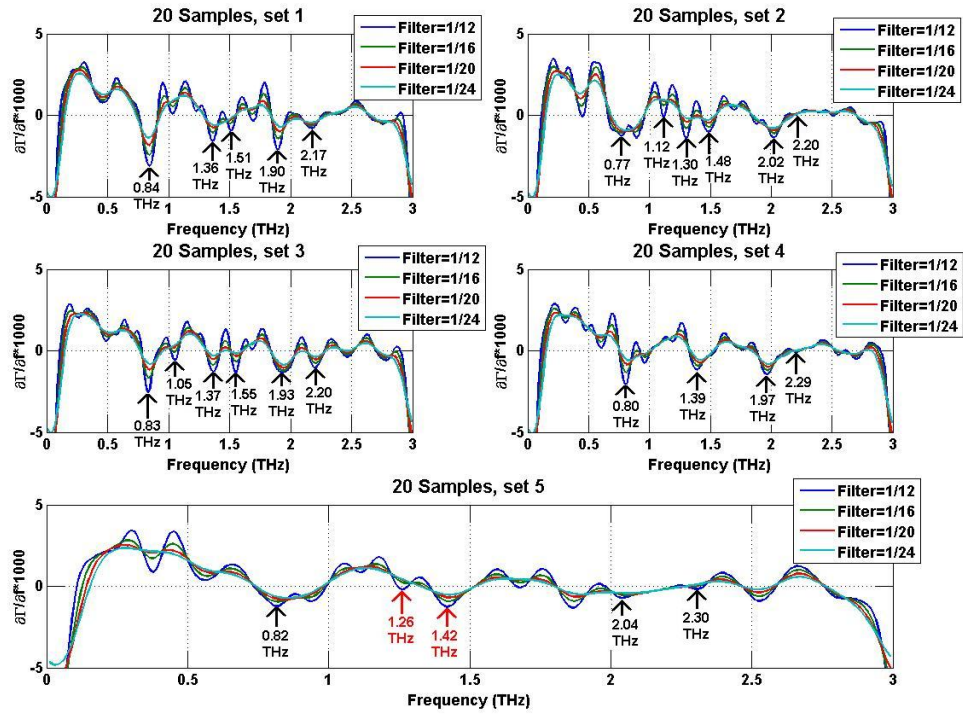 20 Samples, set 1
Filter=1/12
Filter=1/16
Filter=1/20
Filter=1/24
∂Γ/∂f*1000
5
0
-5
0.84
THz
1.36
THz
1.51
THz
1.90
THz
2.17
THz
0 0.5 1 1.5 2 2.5 3
Frequency (THz)
20 Samples, set 2
Filter=1/12
Filter=1/16
Filter=1/20
Filter=1/24
∂Γ/∂f*1000
5
0
-5
0.77
THz
1.12
THz
1.30
THz
1.48
THz
2.02
THz
2.20
THz
0 0.5 1 1.5 2 2.5 3
Frequency (THz)
20 Samples, set 3
Filter=1/12
Filter=1/16
Filter=1/20
Filter=1/24
∂Γ/∂f*1000
5
0
-5
0.83
THz
1.05
THz
1.37
THz
1.55
THz
1.93
THz
2.20
THz
0 0.5 1 1.5 2 2.5 3
Frequency (THz)
20 Samples, set 4
Filter=1/12
Filter=1/16
Filter=1/20
Filter=1/24
∂Γ/∂f*1000
5
0
-5
0.80
THz
1.39
THz
1.97
THz
2.29
THz
0 0.5 1 1.5 2 2.5 3
Frequency (THz)
20 Samples, set 5
Filter=1/12
Filter=1/16
Filter=1/20
Filter=1/24
∂Γ/∂f*1000
5
0
-5
0.82
THz
1.26
THz
1.42
THz
2.04
THz
2.30
THz
0 0.5 1 1.5 2 2.5 3
Frequency (THz)